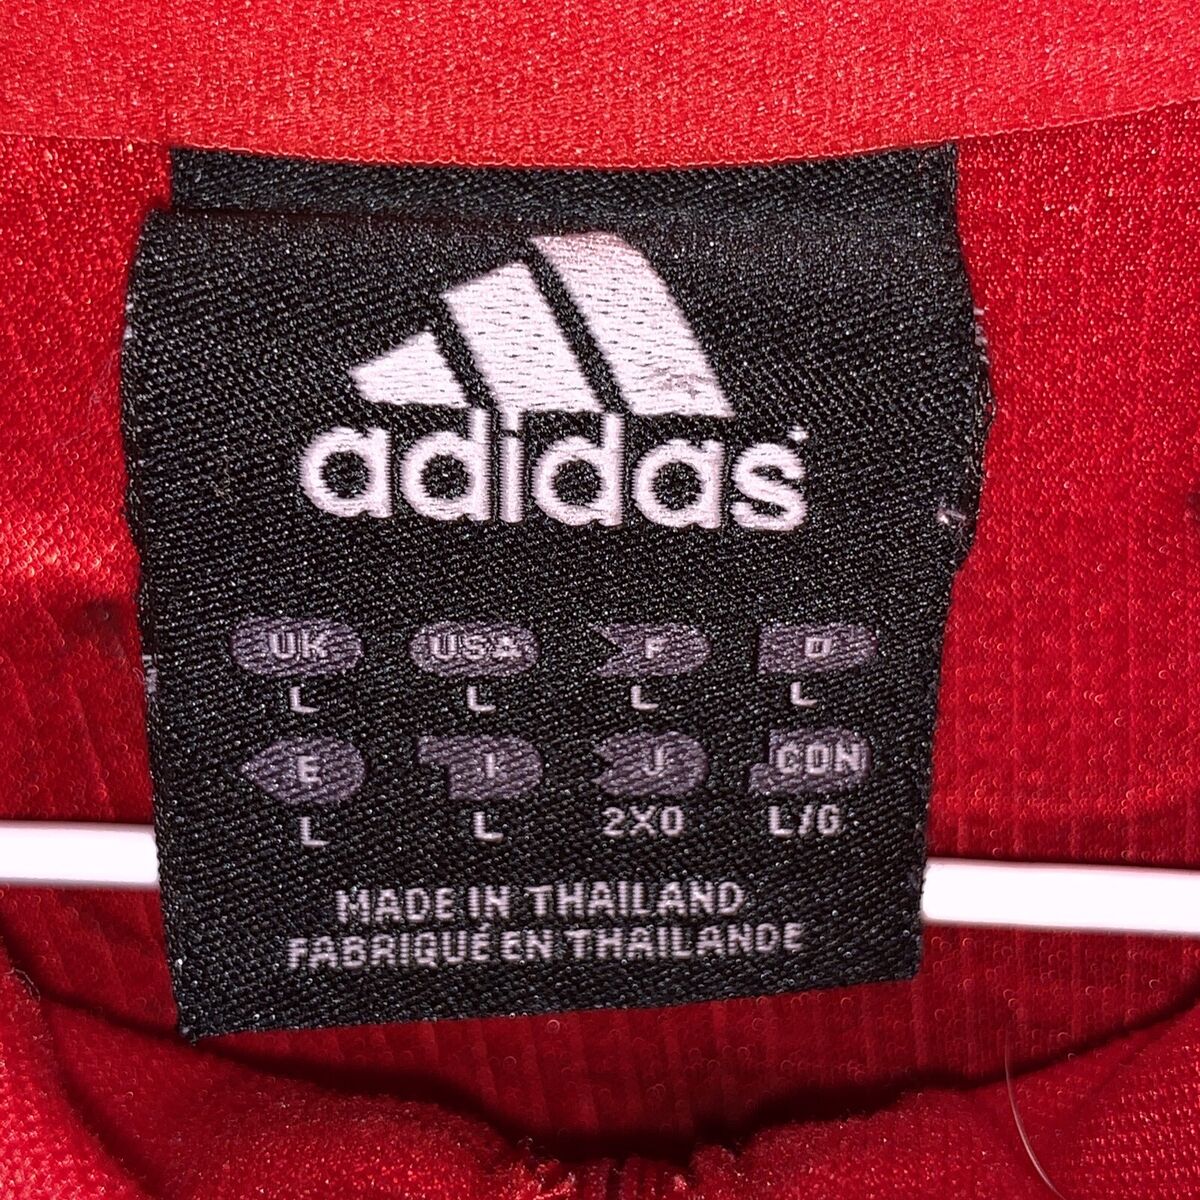 adidas
UK USA F D
L L L L
E I J CON
L L 2XO L/G
MADE IN THAILAND
FABRIQUÉ EN THAILANDE